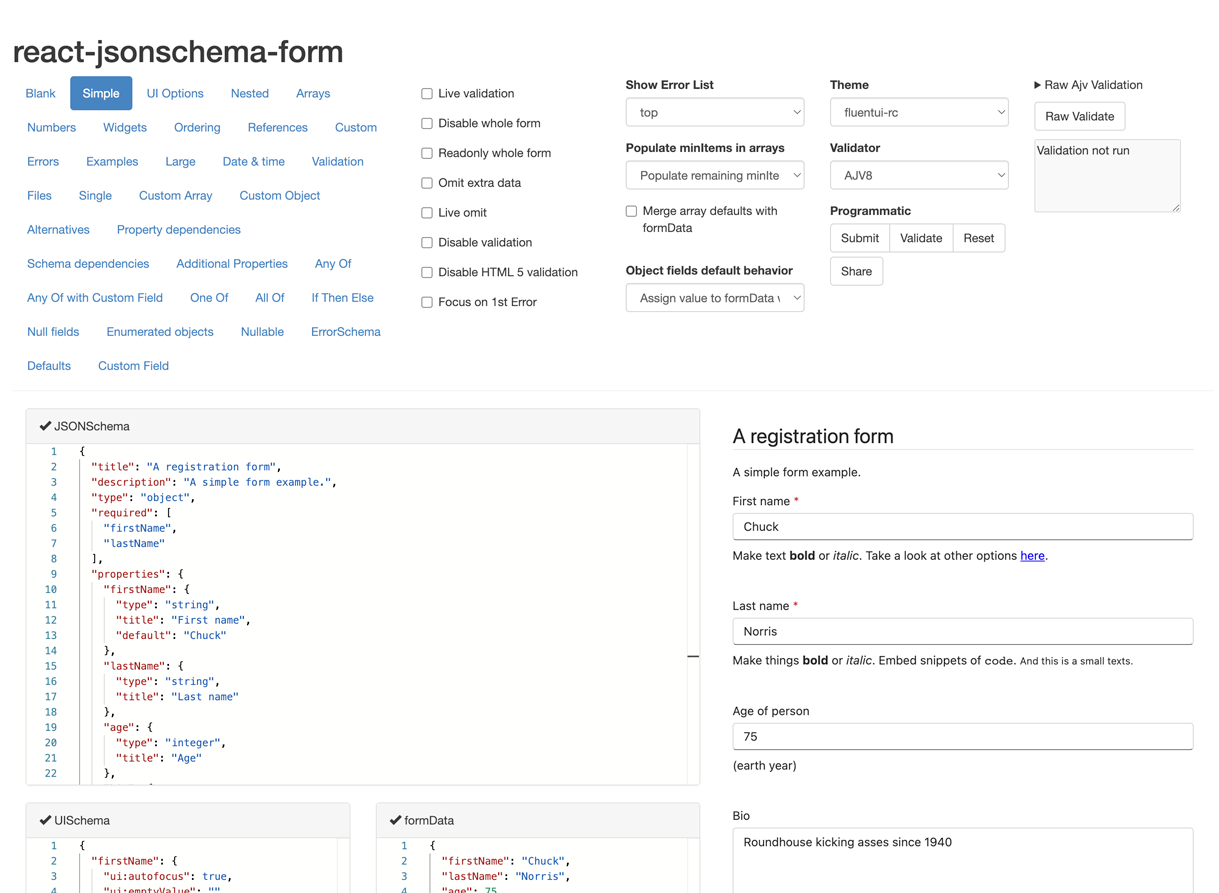 react-jsonschema-form
Blank Simple UI Options Nested Arrays
Numbers Widgets Ordering References Custom
Errors Examples Large Date & time Validation
Files Single Custom Array Custom Object
Alternatives Property dependencies
Schema dependencies Additional Properties Any Of
Any Of with Custom Field One Of All Of If Then Else
Null fields Enumerated objects Nullable ErrorSchema
Defaults Custom Field
Live validation
Disable whole form
Readonly whole form
Omit extra data
Live omit
Disable validation
Disable HTML 5 validation
Focus on 1st Error
Show Error List
top
Populate minItems in arrays
Populate remaining minIte
Merge array defaults with
formData
Object fields default behavior
Assign value to formData
Theme
fluentui-rc
Validator
AJV8
Programmatic
Submit Validate Reset
Share
Raw Ajv Validation
Raw Validate
Validation not run
JSONSchema
1 {
2 "title": "A registration form",
3 "description": "A simple form example.",
4 "type": "object",
5 "required": [
6 "firstName",
7 "lastName"
8 ],
9 "properties": {
10 "firstName": {
11 "type": "string",
12 "title": "First name",
13 "default": "Chuck"
14 },
15 "lastName": {
16 "type": "string",
17 "title": "Last name"
18 },
19 "age": {
20 "type": "integer",
21 "title": "Age"
22 },
UISchema
1 {
2 "firstName": {
3 "ui:autofocus": true,
4 "ui:emptyValue": ""
formData
1 {
2 "firstName": "Chuck",
3 "lastName": "Norris",
4 "age": 75
A registration form
A simple form example.
First name *
Chuck
Make text bold or italic. Take a look at other options here.
Last name *
Norris
Make things bold or italic. Embed snippets of code. And this is a small texts.
Age of person
75
(earth year)
Bio
Roundhouse kicking asses since 1940